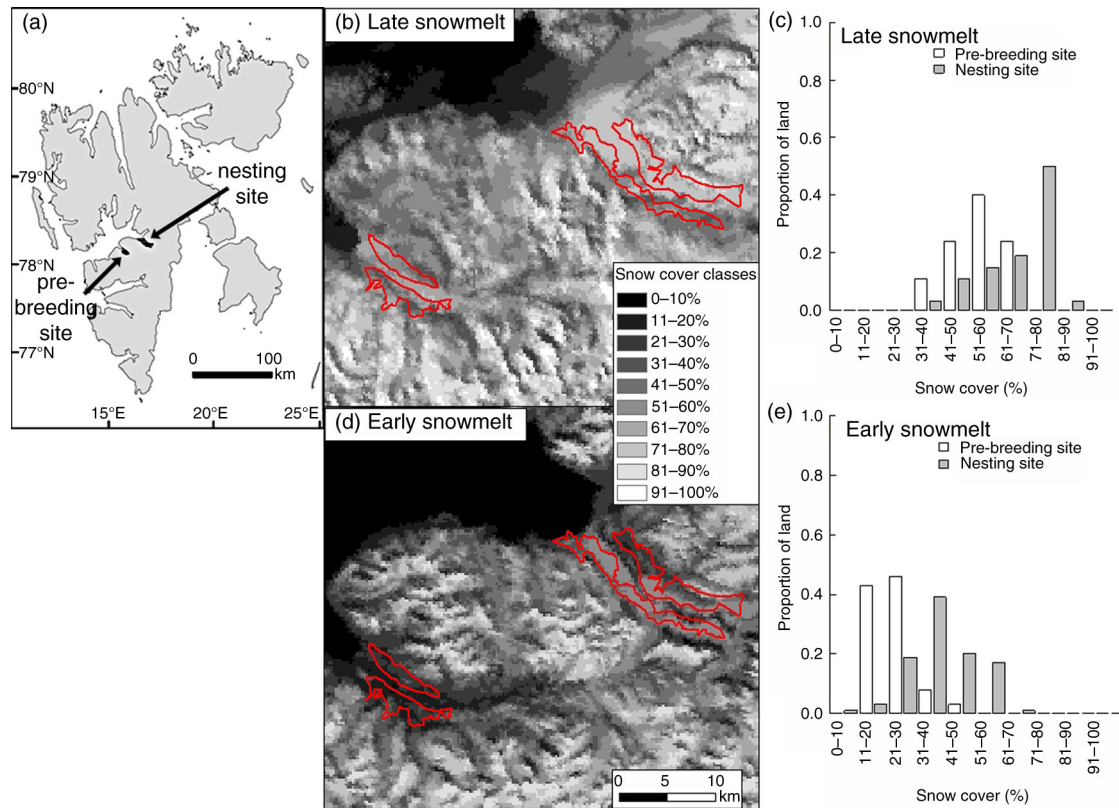 (a)
80°N
79°N
78°N
77°N
nesting
site
pre-
breeding
site
0 100
km
15°E 20°E 25°E
(b) Late snowmelt
Snow cover classes
0–10%
11–20%
21–30%
31–40%
41–50%
51–60%
61–70%
71–80%
81–90%
91–100%
(c)
Late snowmelt
Pre-breeding site
Nesting site
Proportion of land
1.0
0.8
0.6
0.4
0.2
0.0
0–10
11–20
21–30
31–40
41–50
51–60
61–70
71–80
81–90
91–100
Snow cover (%)
(d) Early snowmelt
0 5 10
km
(e)
Early snowmelt
Pre-breeding site
Nesting site
Proportion of land
1.0
0.8
0.6
0.4
0.2
0.0
0–10
11–20
21–30
31–40
41–50
51–60
61–70
71–80
81–90
91–100
Snow cover (%)